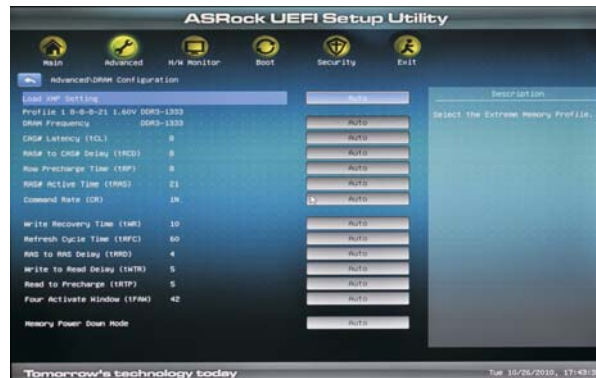 ASRock UEFI Setup Utility
Main Advanced H/W Monitor Boot Security Exit
Advanced\DRAM Configuration
Load XMP Setting Auto
Description
Select the Extreme Memory Profile.
Profile 1 8-8-8-21 1.60V DDR3-1333
DRAM Frequency DDR3-1333 Auto
CAS# Latency (tCL) 8 Auto
RAS# to CAS# Delay (tRCD) 8 Auto
Row Precharge Time (tRP) 8 Auto
RAS# Active Time (tRAS) 21 Auto
Command Rate (CR) 1N Auto
Write Recovery Time (tWR) 10 Auto
Refresh Cycle Time (tRFC) 60 Auto
RAS to RAS Delay (tRRD) 4 Auto
Write to Read Delay (tWTR) 5 Auto
Read to Precharge (tRTP) 5 Auto
Four Activate Window (tFAW) 42 Auto
Memory Power Down Mode Auto
Tomorrow's technology today
Tue 10/26/2010, 17:43: